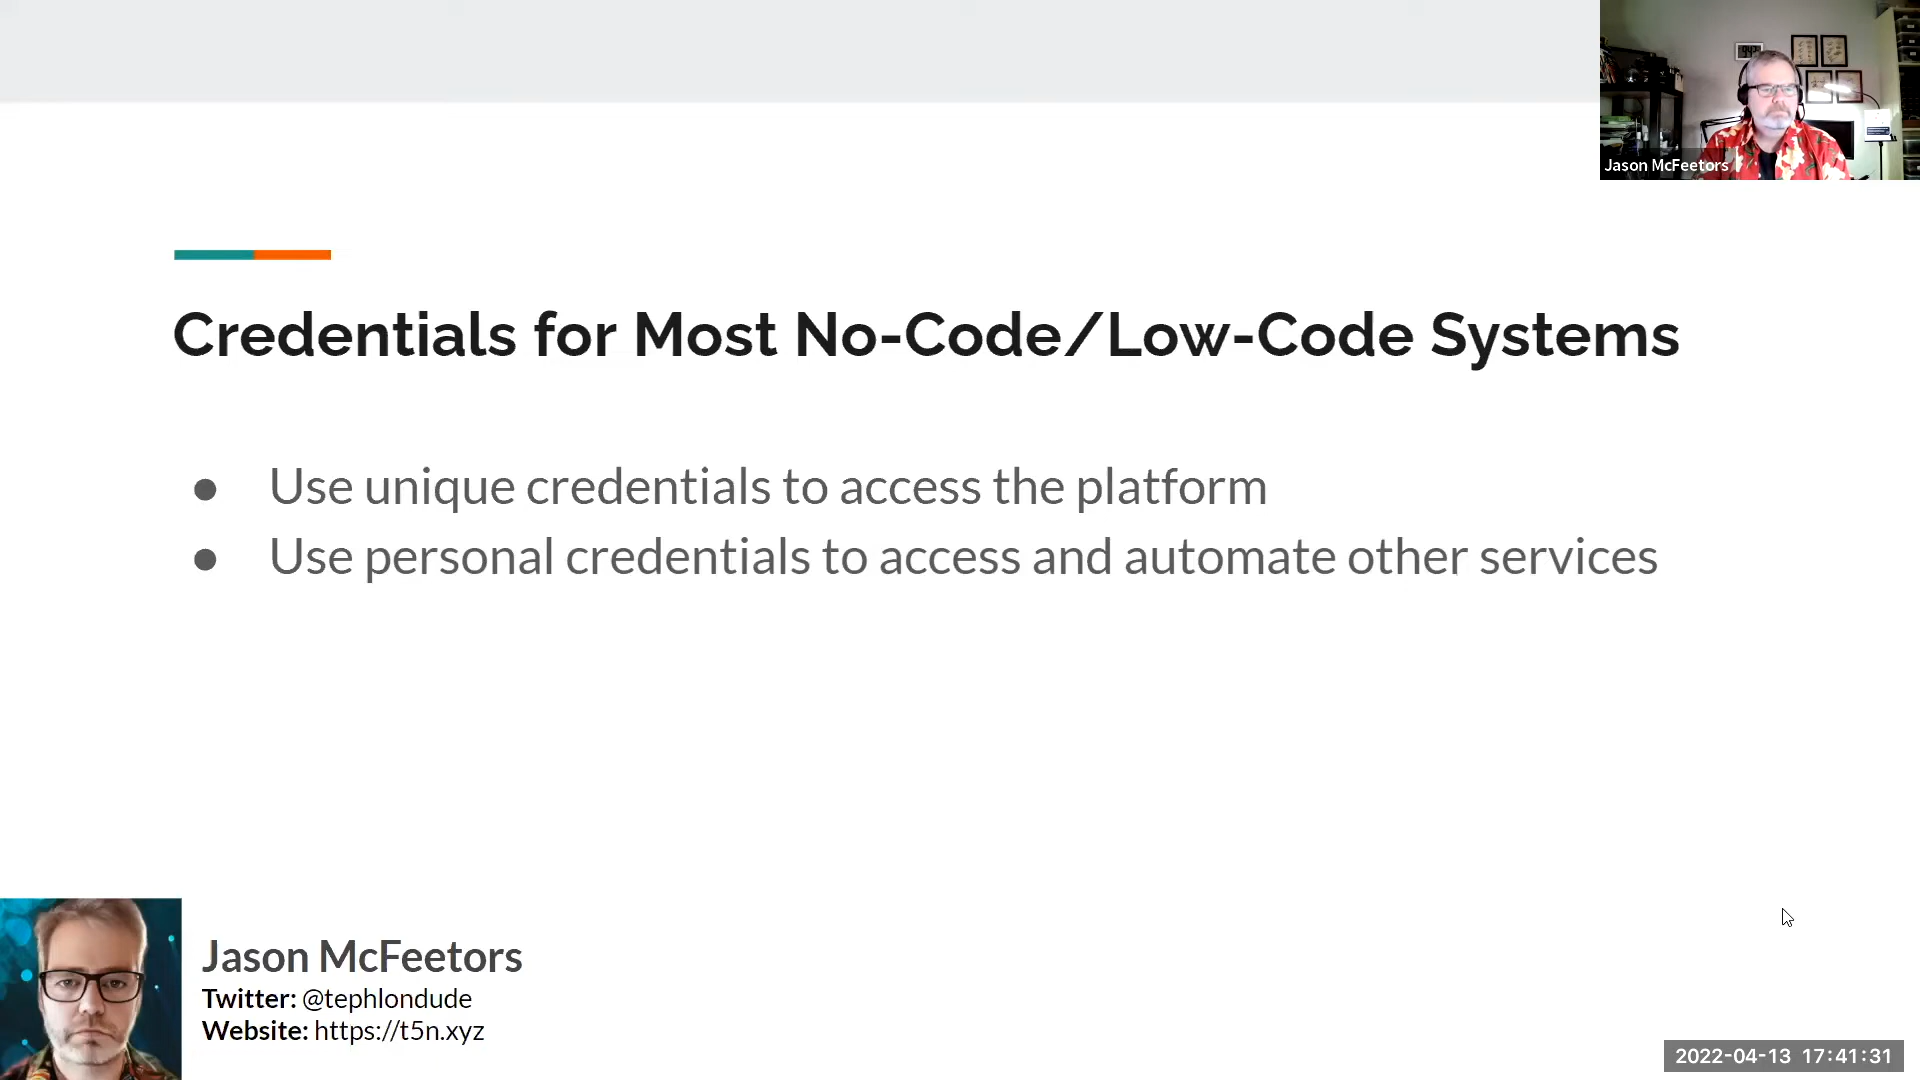 Jason McFeetors
Credentials for Most No-Code/Low-Code Systems
● Use unique credentials to access the platform
● Use personal credentials to access and automate other services
Jason McFeetors
Twitter: @tephlondude
Website: https://t5n.xyz
2022-04-13 17:41:31